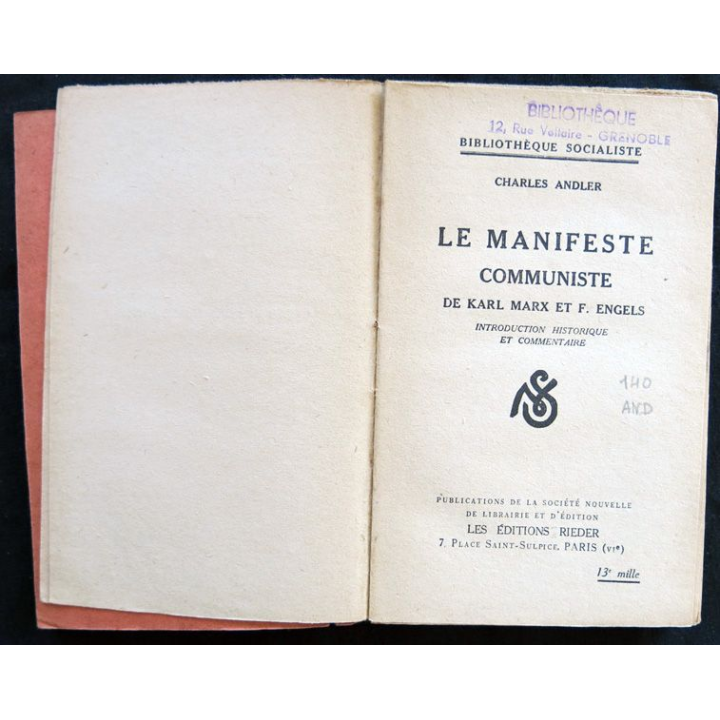 BIBLIOTHÈQUE
12, Rue Voltaire - GRENOBLE
BIBLIOTHÈQUE SOCIALISTE
CHARLES ANDLER
LE MANIFESTE
COMMUNISTE
DE KARL MARX ET F. ENGELS
INTRODUCTION HISTORIQUE
ET COMMENTAIRE
140
AND
PUBLICATIONS DE LA SOCIÉTÉ NOUVELLE
DE LIBRAIRIE ET D'ÉDITION
LES ÉDITIONS RIEDER
7, PLACE SAINT-SULPICE, PARIS (VIᵉ)
13ᵉ mille